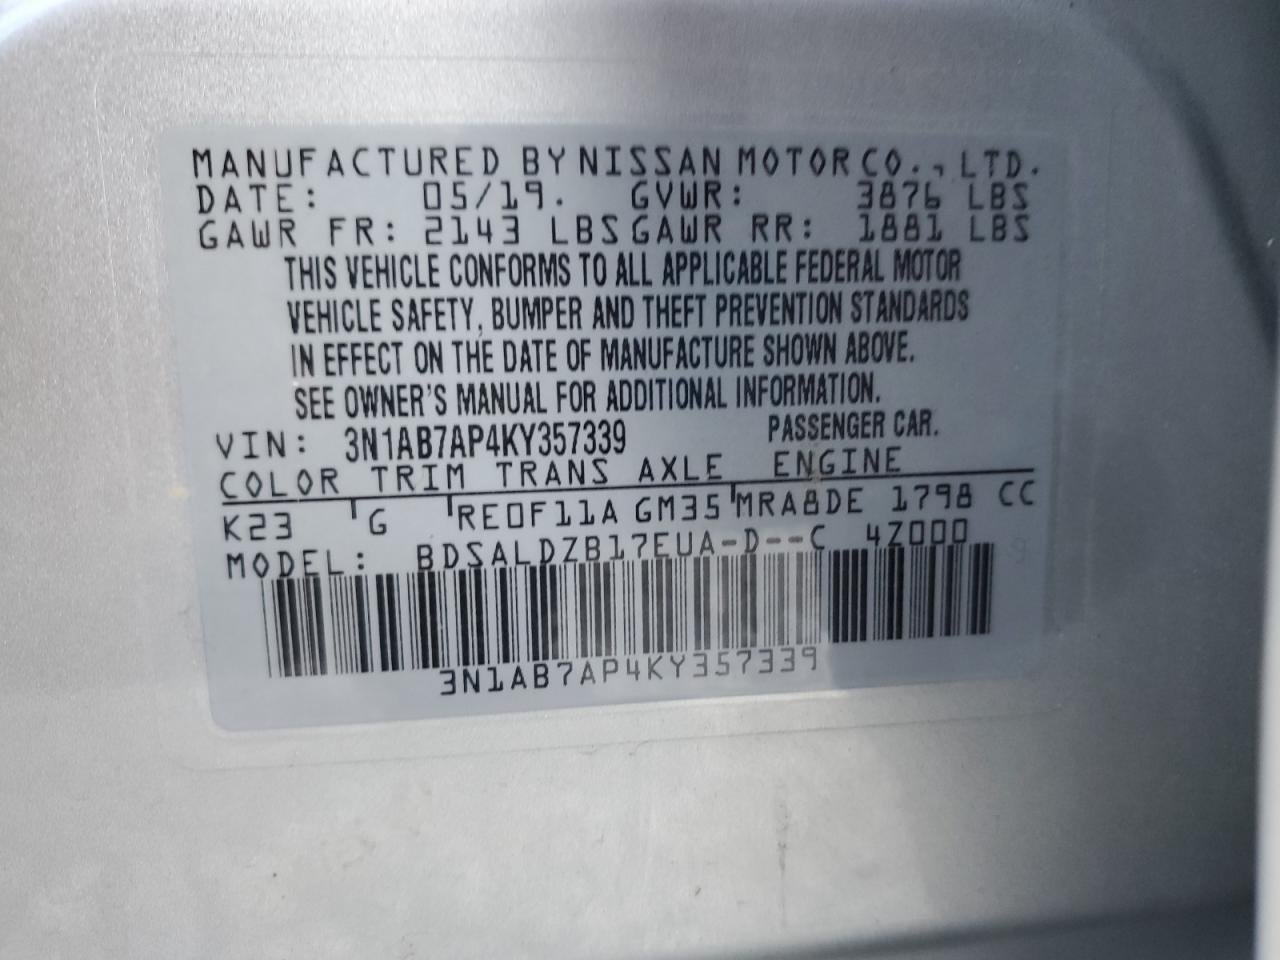 MANUFACTURED BY NISSAN MOTOR CO., LTD.
DATE: 05/19. GVWR: 3876 LBS
GAWR FR: 2143 LBS GAWR RR: 1881 LBS
THIS VEHICLE CONFORMS TO ALL APPLICABLE FEDERAL MOTOR
VEHICLE SAFETY, BUMPER AND THEFT PREVENTION STANDARDS
IN EFFECT ON THE DATE OF MANUFACTURE SHOWN ABOVE.
SEE OWNER'S MANUAL FOR ADDITIONAL INFORMATION.
VIN: 3N1AB7AP4KY357339 PASSENGER CAR.
COLOR TRIM TRANS AXLE ENGINE
K23 G RE0F11A GM35 MRA8DE 1798 CC
MODEL: BDSALDZB17EUA-D--C 4Z000
3N1AB7AP4KY357339